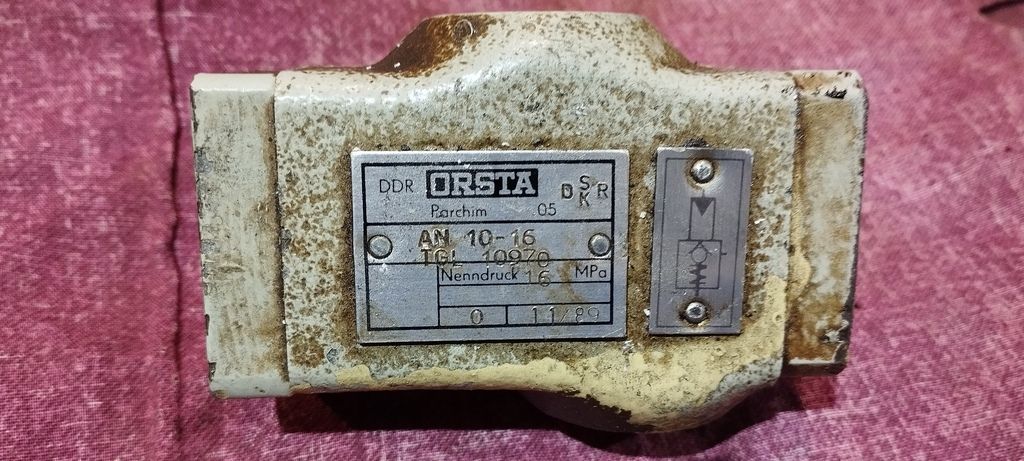 DDR ORSTA DSKR
Parchim .05
AN 10-16
TGL 10970
Nenndruck 16 MPa
0 11/89